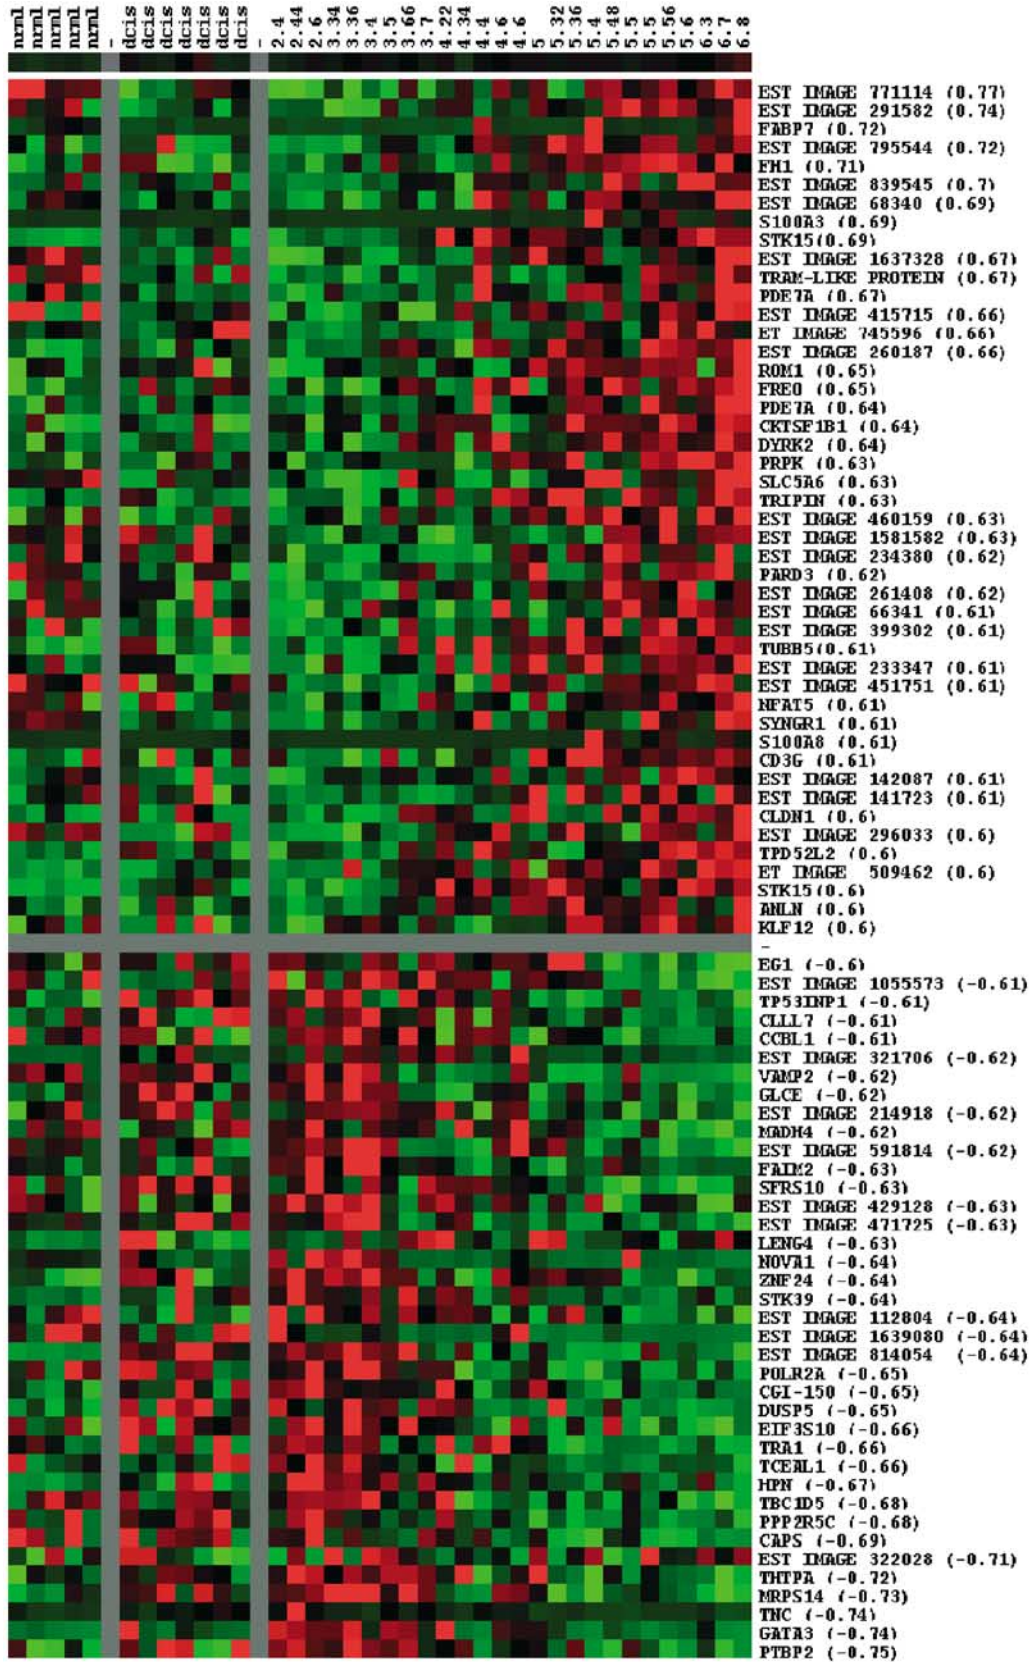 nrml
nrml
nrml
nrml
nrml
-
dcis
dcis
dcis
dcis
dcis
dcis
dcis
-
2.4
2.44
2.6
3.34
3.36
3.4
3.5
3.66
3.7
4.22
4.34
4.4
4.6
4.6
5
5.32
5.36
5.4
5.48
5.5
5.5
5.56
5.6
6.3
6.7
6.8
EST IMAGE 771114 (0.77)
EST IMAGE 291582 (0.74)
FABP7 (0.72)
EST IMAGE 795544 (0.72)
FH1 (0.71)
EST IMAGE 839545 (0.7)
EST IMAGE 68340 (0.69)
S100A3 (0.69)
STK15(0.69)
EST IMAGE 1637328 (0.67)
TRAM-LIKE PROTEIN (0.67)
PDE7A (0.67)
EST IMAGE 415715 (0.66)
ET IMAGE 745596 (0.66)
EST IMAGE 260187 (0.66)
ROM1 (0.65)
FREQ (0.65)
PDE7A (0.64)
CKTSF1B1 (0.64)
DYRK2 (0.64)
PRPK (0.63)
SLC5A6 (0.63)
TRIPIN (0.63)
EST IMAGE 460159 (0.63)
EST IMAGE 1581582 (0.63)
EST IMAGE 234380 (0.62)
PARD3 (0.62)
EST IMAGE 261408 (0.62)
EST IMAGE 66341 (0.61)
EST IMAGE 399302 (0.61)
TUBB5(0.61)
EST IMAGE 233347 (0.61)
EST IMAGE 451751 (0.61)
NFAT5 (0.61)
SYNGR1 (0.61)
S100A8 (0.61)
CD3G (0.61)
EST IMAGE 142087 (0.61)
EST IMAGE 141723 (0.61)
CLDN1 (0.6)
EST IMAGE 296033 (0.6)
TPD52L2 (0.6)
ET IMAGE 509462 (0.6)
STK15(0.6)
ANLN (0.6)
KLF12 (0.6)
-
EG1 (-0.6)
EST IMAGE 1055573 (-0.61)
TP53INP1 (-0.61)
CLLL7 (-0.61)
CCBL1 (-0.61)
EST IMAGE 321706 (-0.62)
VAMP2 (-0.62)
GLCE (-0.62)
EST IMAGE 214918 (-0.62)
MADH4 (-0.62)
EST IMAGE 591814 (-0.62)
FAIM2 (-0.63)
SFRS10 (-0.63)
EST IMAGE 429128 (-0.63)
EST IMAGE 471725 (-0.63)
LENG4 (-0.63)
NOVA1 (-0.64)
ZNF24 (-0.64)
STK39 (-0.64)
EST IMAGE 112804 (-0.64)
EST IMAGE 1639080 (-0.64)
EST IMAGE 814054 (-0.64)
POLR2A (-0.65)
CGI-150 (-0.65)
DUSP5 (-0.65)
EIF3S10 (-0.66)
TRA1 (-0.66)
TCEAL1 (-0.66)
HPN (-0.67)
TBC1D5 (-0.68)
PPP2R5C (-0.68)
CAPS (-0.69)
EST IMAGE 322028 (-0.71)
THTPA (-0.72)
MRPS14 (-0.73)
TNC (-0.74)
GATA3 (-0.74)
PTBP2 (-0.75)